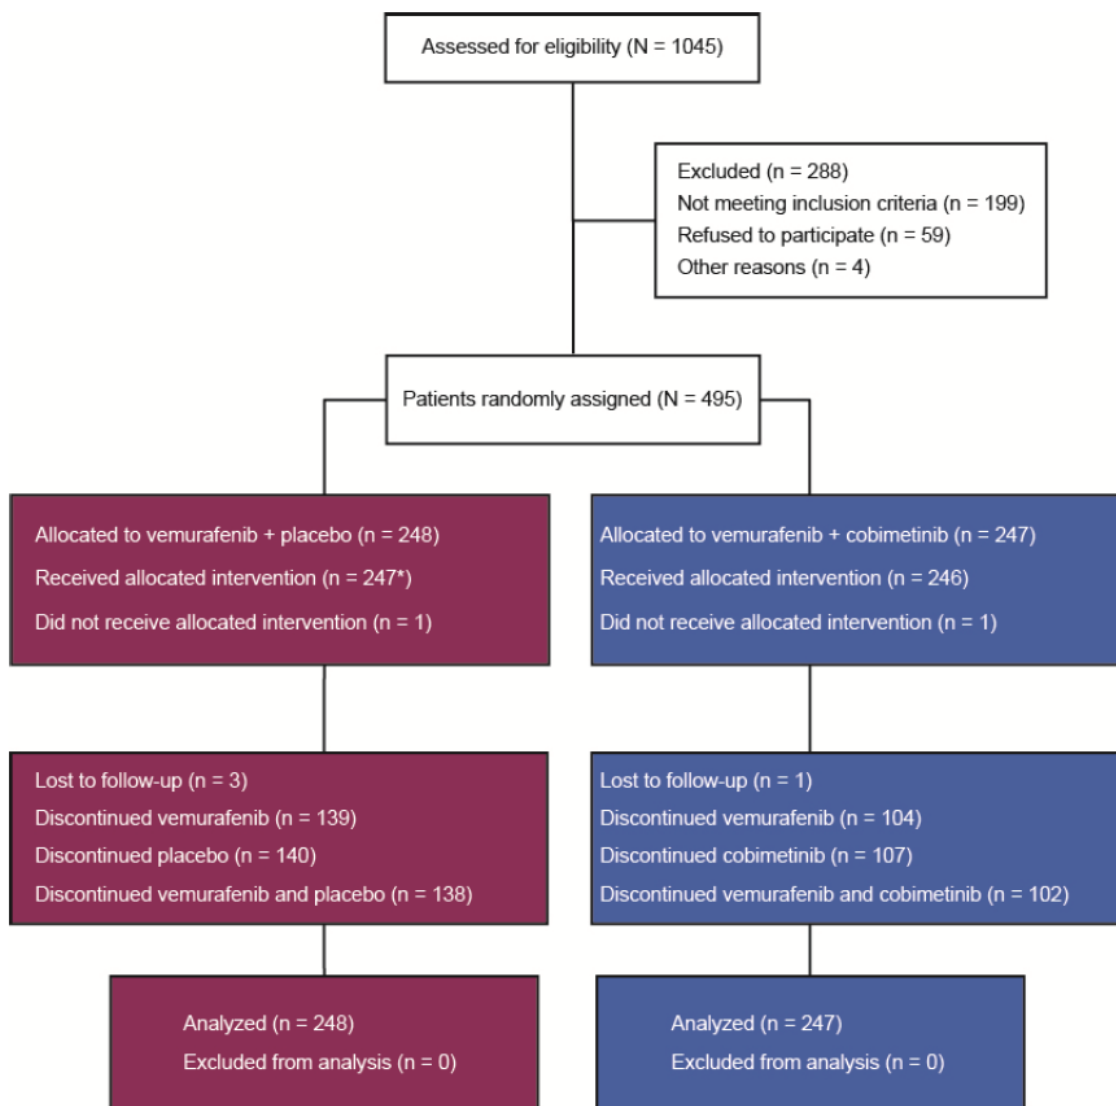 Assessed for eligibility (N = 1045)
Excluded (n = 288)
Not meeting inclusion criteria (n = 199)
Refused to participate (n = 59)
Other reasons (n = 4)
Patients randomly assigned (N = 495)
Allocated to vemurafenib + placebo (n = 248)
Received allocated intervention (n = 247*)
Did not receive allocated intervention (n = 1)
Allocated to vemurafenib + cobimetinib (n = 247)
Received allocated intervention (n = 246)
Did not receive allocated intervention (n = 1)
Lost to follow-up (n = 3)
Discontinued vemurafenib (n = 139)
Discontinued placebo (n = 140)
Discontinued vemurafenib and placebo (n = 138)
Lost to follow-up (n = 1)
Discontinued vemurafenib (n = 104)
Discontinued cobimetinib (n = 107)
Discontinued vemurafenib and cobimetinib (n = 102)
Analyzed (n = 248)
Excluded from analysis (n = 0)
Analyzed (n = 247)
Excluded from analysis (n = 0)